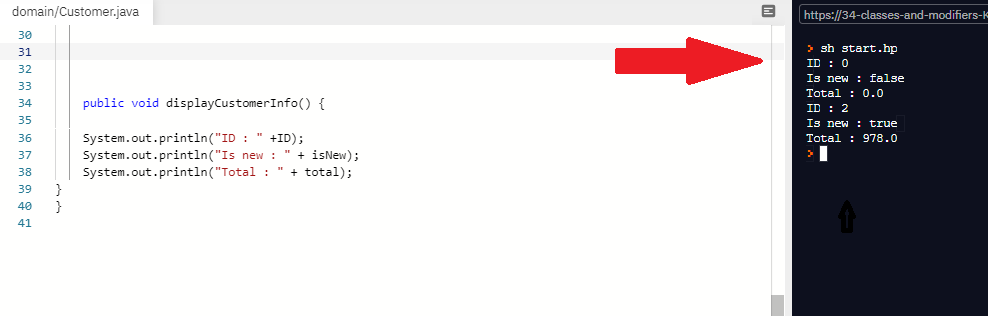 domain/Customer.java
https://34-classes-and-modifiers-K
30
31
32
33
34 public void displayCustomerInfo() {
35
36 System.out.println("ID : " +ID);
37 System.out.println("Is new : " + isNew);
38 System.out.println("Total : " + total);
39 }
40 }
41
> sh start.hp
ID : 0
Is new : false
Total : 0.0
ID : 2
Is new : true
Total : 978.0
>